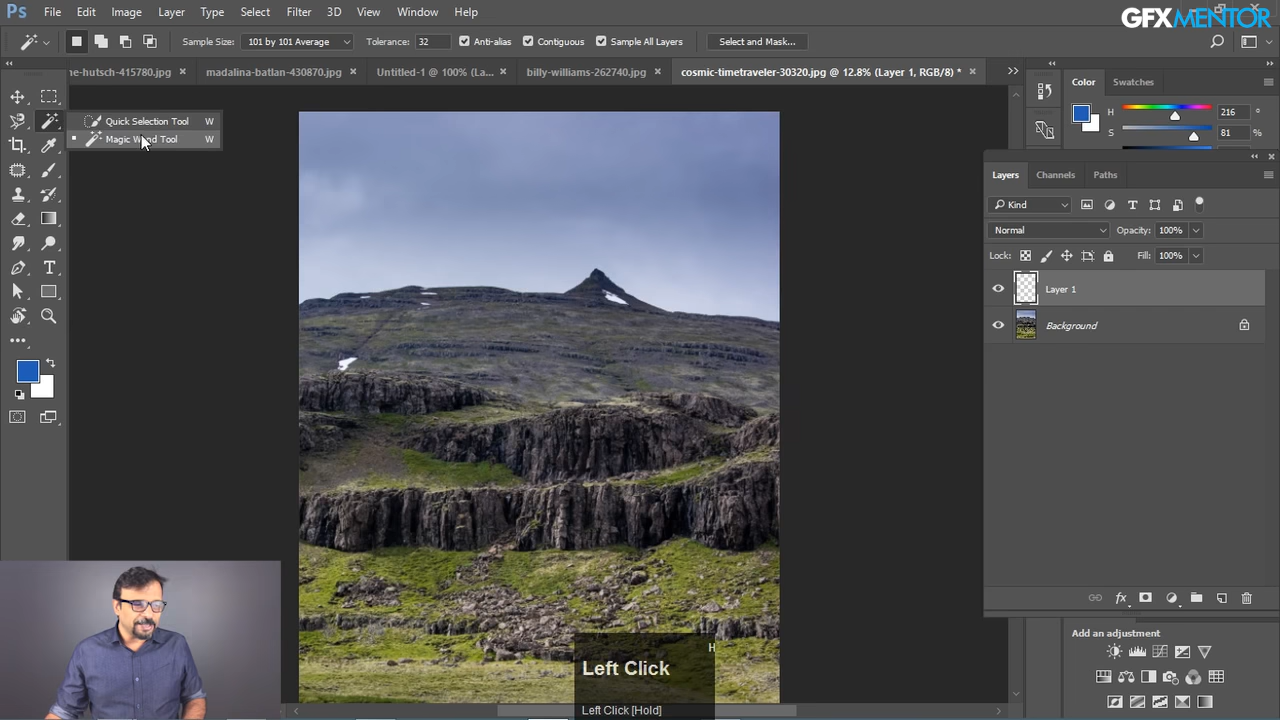 Ps File Edit Image Layer Type Select Filter 3D View Window Help
GFXMENTOR
Sample Size: 101 by 101 Average Tolerance: 32 Anti-alias Contiguous Sample All Layers Select and Mask...
ne-hutsch-415780.jpg × madalina-batlan-430870.jpg × Untitled-1 @ 100% (La... × billy-williams-262740.jpg × cosmic-timetraveler-30320.jpg @ 12.8% (Layer 1, RGB/8) * ×
Color Swatches
H 216 °
S 81 %
Quick Selection Tool W
Magic Wand Tool W
Layers Channels Paths
Kind
Normal Opacity: 100%
Lock: Fill: 100%
Layer 1
Background
fx
Add an adjustment
H
Left Click
Left Click [Hold]